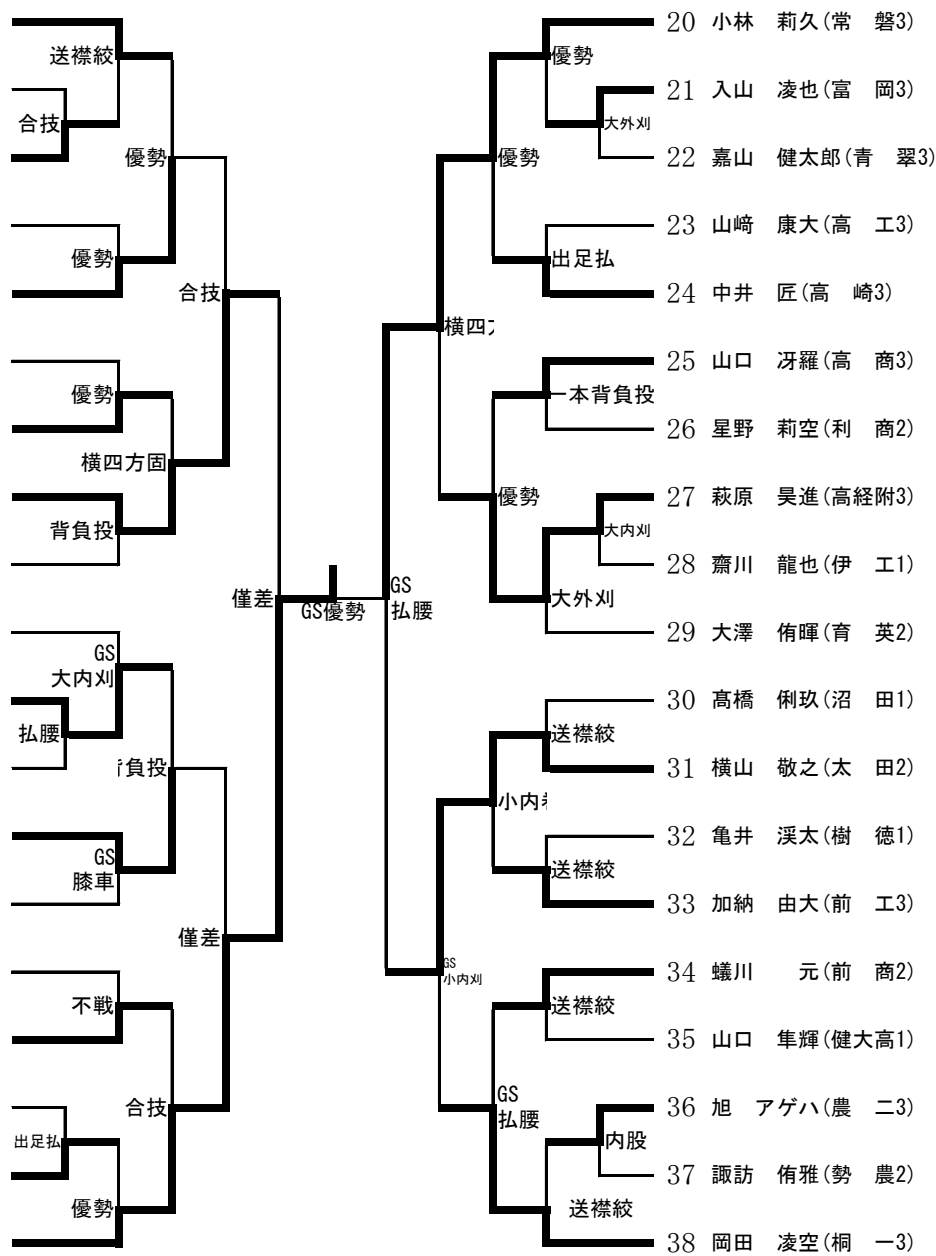 送襟絞
合技
優勢
優勢
合技
優勢
横四方固
背負投
僅差
GS
大内刈
払腰
背負投
GS
膝車
僅差
不戦
合技
出足払
優勢
GS優勢
GS
払腰
優勢
大外刈
優勢
出足払
横四
一本背負投
優勢
大内刈
大外刈
送襟絞
小内
送襟絞
GS
小内刈
送襟絞
GS
払腰
内股
送襟絞
20 小林 莉久(常 磐3)
21 入山 凌也(富 岡3)
22 嘉山 健太郎(青 翠3)
23 山﨑 康大(高 工3)
24 中井 匠(高 崎3)
25 山口 冴羅(高 商3)
26 星野 莉空(利 商2)
27 萩原 昊進(高経附3)
28 齋川 龍也(伊 工1)
29 大澤 侑暉(育 英2)
30 髙橋 俐玖(沼 田1)
31 横山 敬之(太 田2)
32 亀井 渓太(樹 徳1)
33 加納 由大(前 工3)
34 蟻川 元(前 商2)
35 山口 隼輝(健大高1)
36 旭 アゲハ(農 二3)
37 諏訪 侑雅(勢 農2)
38 岡田 凌空(桐 一3)